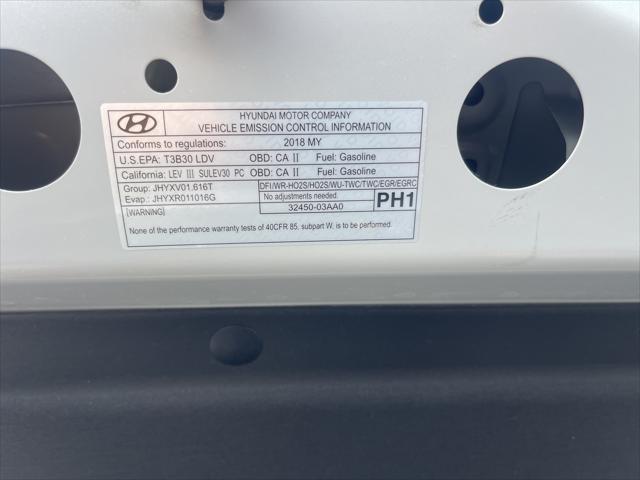 HYUNDAI MOTOR COMPANY
VEHICLE EMISSION CONTROL INFORMATION
Conforms to regulations: 2018 MY
U.S.EPA: T3B30 LDV OBD: CA II Fuel: Gasoline
California: LEV III SULEV30 PC OBD: CA II Fuel: Gasoline
Group: JHYXV01.616T DFI/WR-HO2S/HO2S/WU-TWC/TWC/EGR/EGRC
Evap.: JHYXR011016G No adjustments needed. PH1
[WARNING] 32450-03AA0
None of the performance warranty tests of 40CFR 85, subpart W, is to be performed.